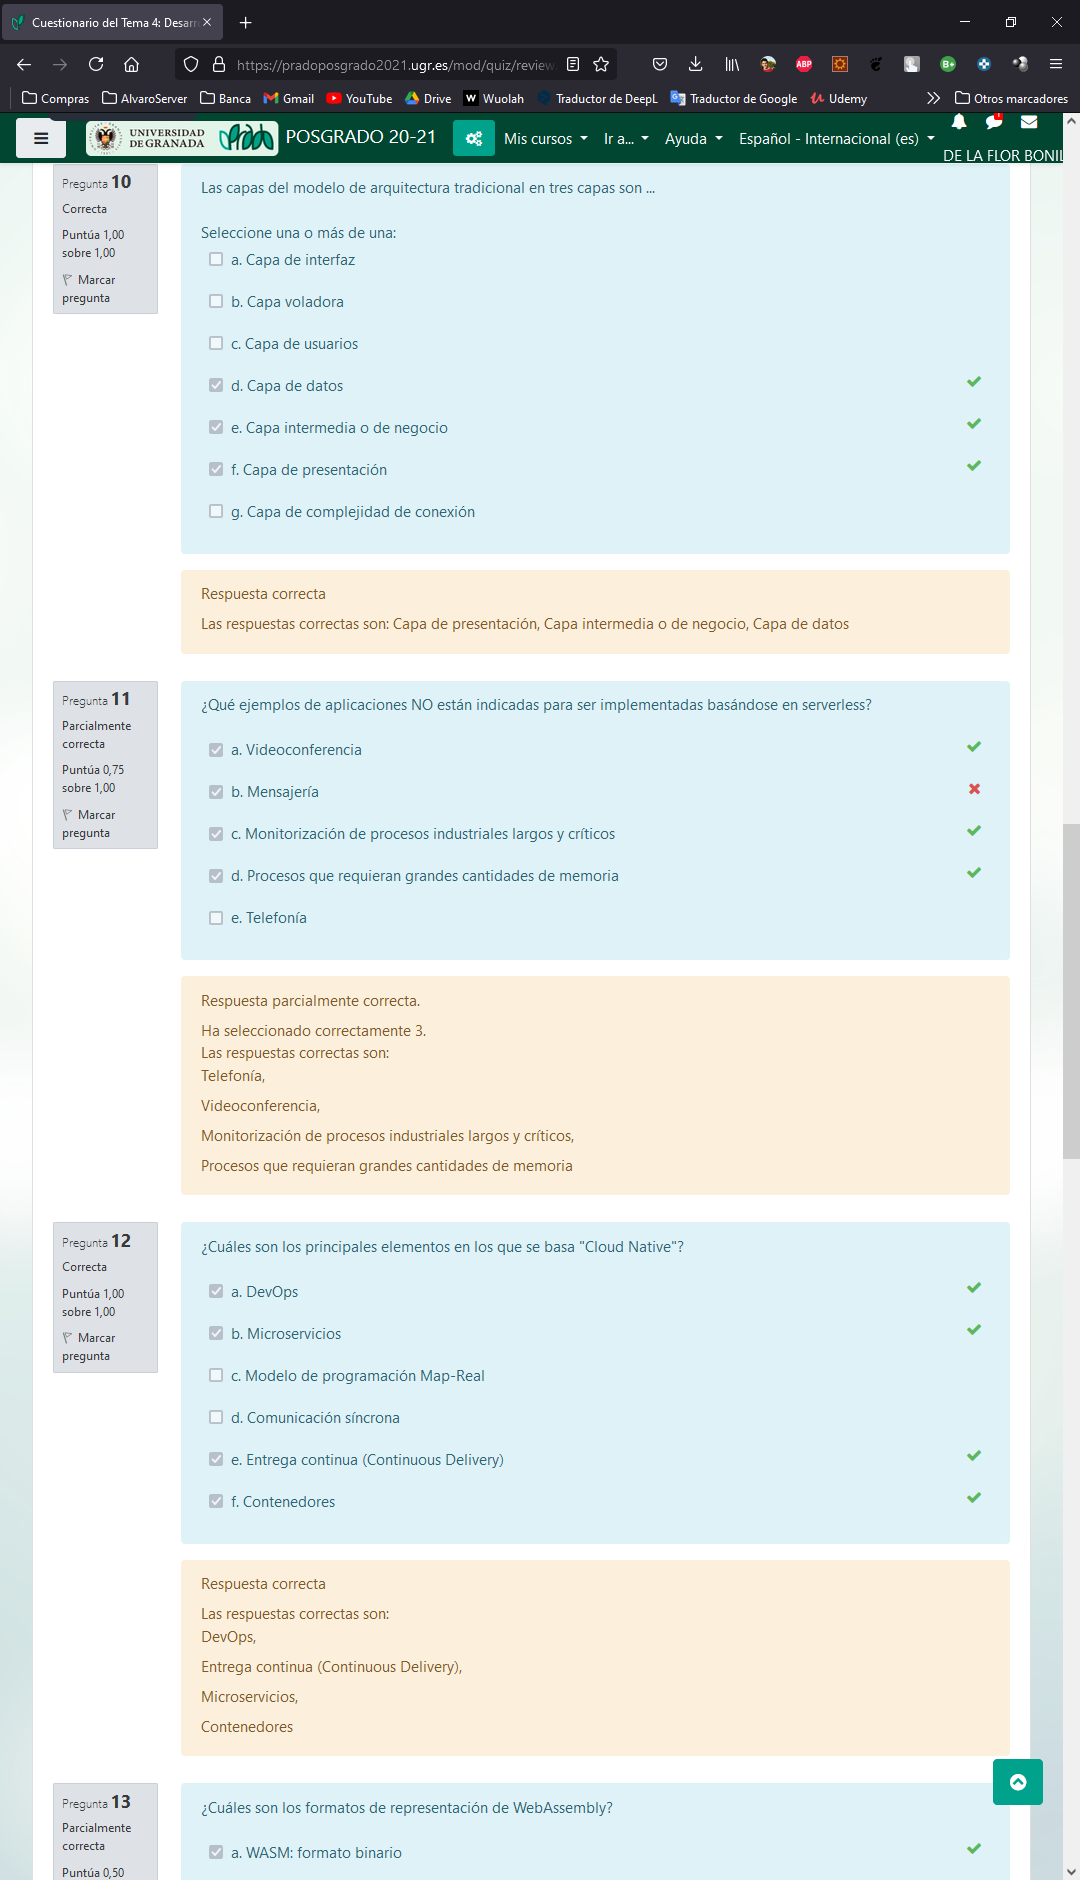 Cuestionario del Tema 4: Desarr
https://pradoposgrado2021.ugr.es/mod/quiz/review
ABP
B+
Compras AlvaroServer Banca Gmail YouTube Drive W Wuolah Traductor de DeepL Traductor de Google Udemy Otros marcadores
UNIVERSIDAD
DE GRANADA
POSGRADO 20-21
Mis cursos Ir a... Ayuda Español - Internacional (es)
DE LA FLOR BONIL
Pregunta 10
Correcta
Puntúa 1,00
sobre 1,00
Marcar
pregunta
Las capas del modelo de arquitectura tradicional en tres capas son ...
Seleccione una o más de una:
a. Capa de interfaz
b. Capa voladora
c. Capa de usuarios
d. Capa de datos
e. Capa intermedia o de negocio
f. Capa de presentación
g. Capa de complejidad de conexión
Respuesta correcta
Las respuestas correctas son: Capa de presentación, Capa intermedia o de negocio, Capa de datos
Pregunta 11
Parcialmente
correcta
Puntúa 0,75
sobre 1,00
Marcar
pregunta
¿Qué ejemplos de aplicaciones NO están indicadas para ser implementadas basándose en serverless?
a. Videoconferencia
b. Mensajería
c. Monitorización de procesos industriales largos y críticos
d. Procesos que requieran grandes cantidades de memoria
e. Telefonía
Respuesta parcialmente correcta.
Ha seleccionado correctamente 3.
Las respuestas correctas son:
Telefonía,
Videoconferencia,
Monitorización de procesos industriales largos y críticos,
Procesos que requieran grandes cantidades de memoria
Pregunta 12
Correcta
Puntúa 1,00
sobre 1,00
Marcar
pregunta
¿Cuáles son los principales elementos en los que se basa "Cloud Native"?
a. DevOps
b. Microservicios
c. Modelo de programación Map-Real
d. Comunicación síncrona
e. Entrega continua (Continuous Delivery)
f. Contenedores
Respuesta correcta
Las respuestas correctas son:
DevOps,
Entrega continua (Continuous Delivery),
Microservicios,
Contenedores
Pregunta 13
Parcialmente
correcta
Puntúa 0,50
¿Cuáles son los formatos de representación de WebAssembly?
a. WASM: formato binario